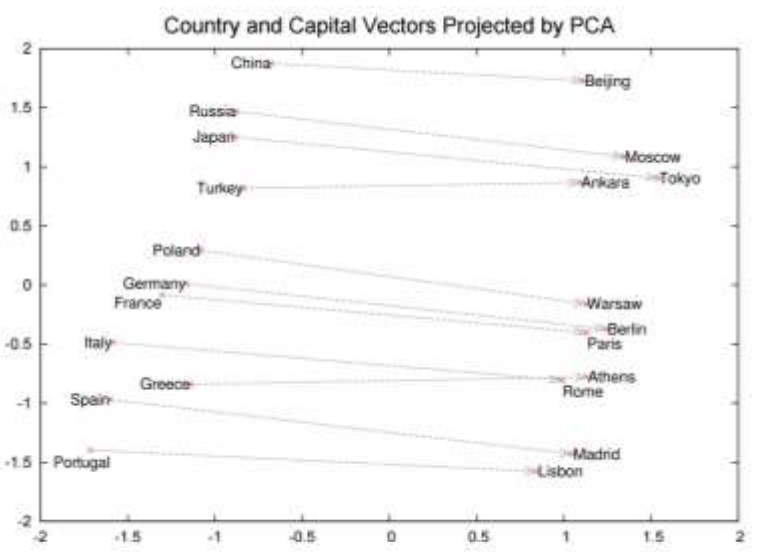 Country and Capital Vectors Projected by PCA
2
China
Beijing
1.5
Russia
Japan
Moscow
1
Turkey
Ankara
Tokyo
0.5
Poland
0
Germany
France
Warsaw
Berlin
-0.5
Italy
Paris
Greece
Athens
Rome
-1
Spain
Madrid
-1.5
Portugal
Lisbon
-2
-2
-1.5
-1
-0.5
0
0.5
1
1.5
2